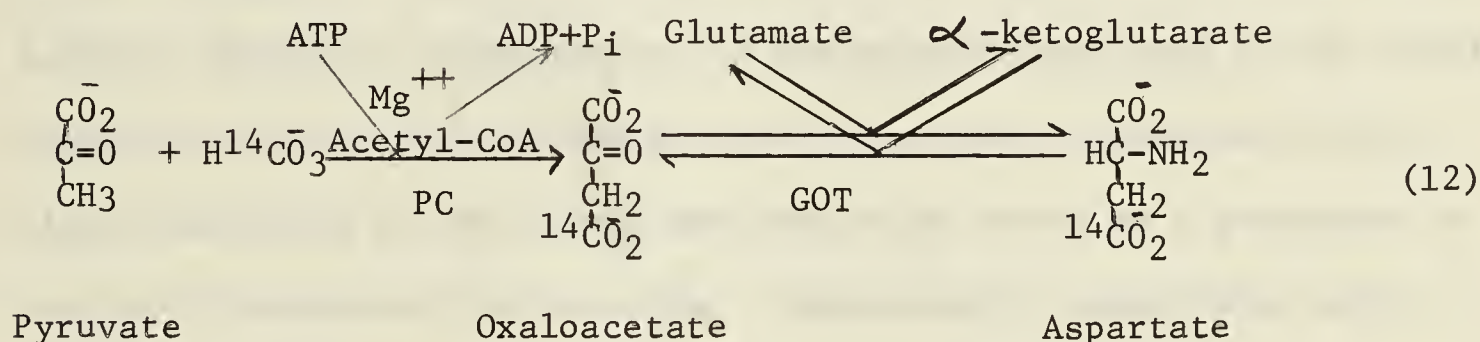 ATP ADP+Pi Glutamate α-ketoglutarate
Mg++
CO2- CO2- CO2-
C=O + H14CO3- Acetyl-CoA C=O HC-NH2 (12)
CH3 PC CH2 GOT CH2
14CO2- 14CO2-
Pyruvate Oxaloacetate Aspartate